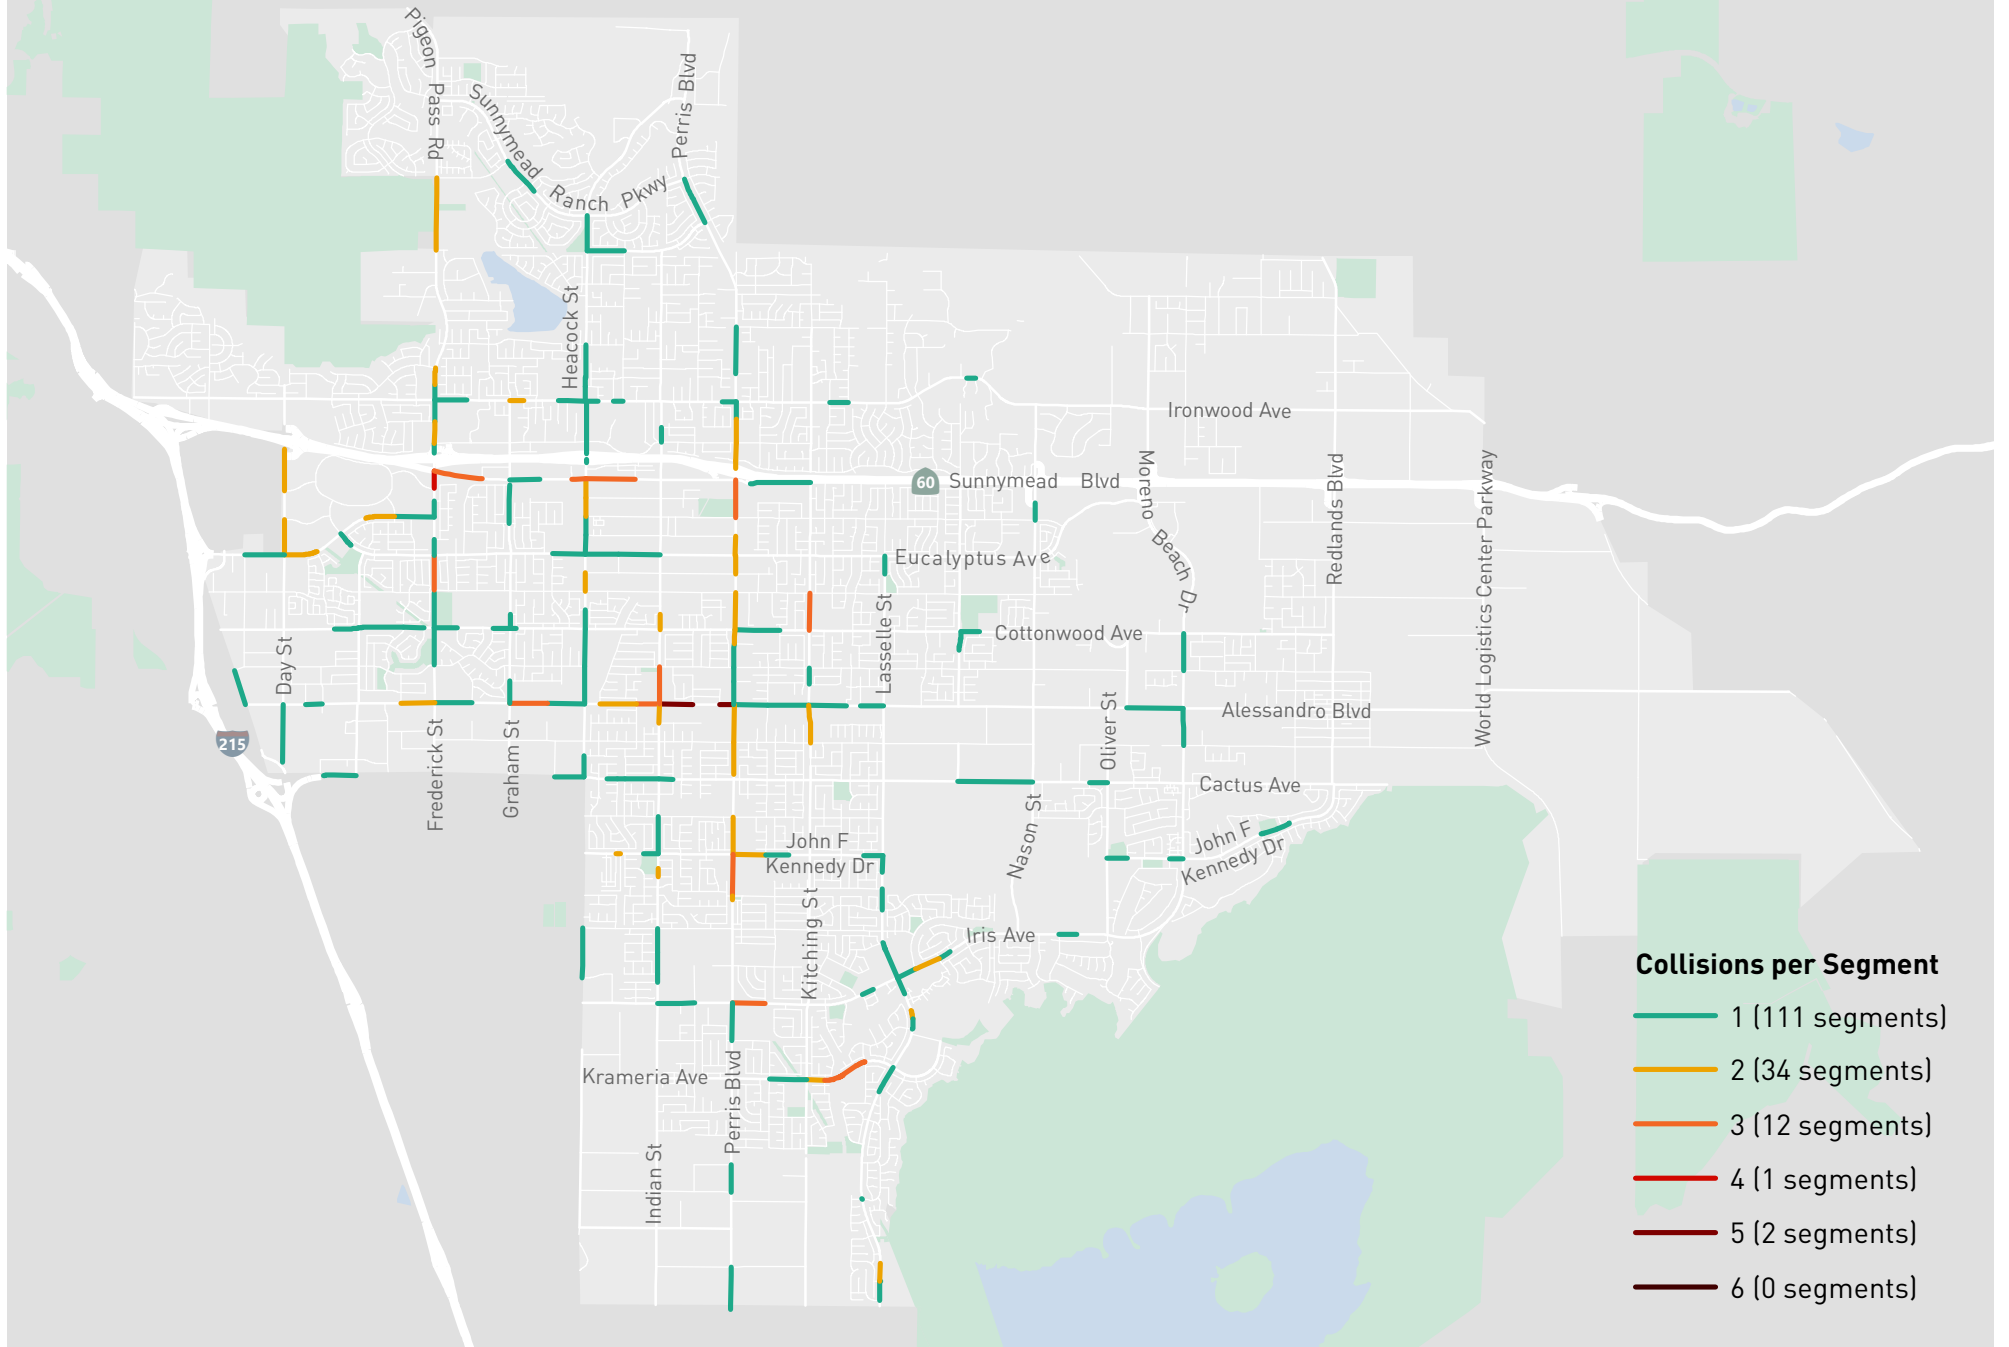 Pigeon Pass Rd
Sunnymead Ranch Pkwy
Perris Blvd
Heacock St
Ironwood Ave
60
Sunnymead Blvd
Moreno Beach Dr
Redlands Blvd
World Logistics Center Parkway
Eucalyptus Ave
Lasselle St
Cottonwood Ave
Day St
215
Frederick St
Graham St
Oliver St
Alessandro Blvd
Cactus Ave
Nason St
John F
Kennedy Dr
John F
Kennedy Dr
Kitching St
Iris Ave
Krameria Ave
Perris Blvd
Indian St
Collisions per Segment
1 (111 segments)
2 (34 segments)
3 (12 segments)
4 (1 segments)
5 (2 segments)
6 (0 segments)